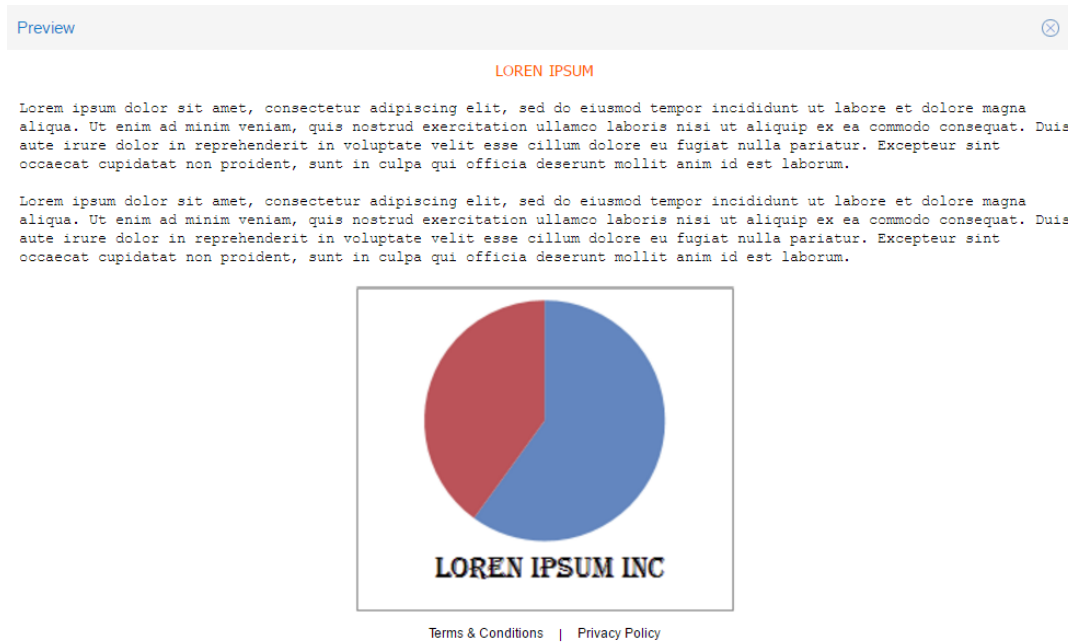 Preview
LOREN IPSUM
Lorem ipsum dolor sit amet, consectetur adipiscing elit, sed do eiusmod tempor incididunt ut labore et dolore magna
aliqua. Ut enim ad minim veniam, quis nostrud exercitation ullamco laboris nisi ut aliquip ex ea commodo consequat. Duis
aute irure dolor in reprehenderit in voluptate velit esse cillum dolore eu fugiat nulla pariatur. Excepteur sint
occaecat cupidatat non proident, sunt in culpa qui officia deserunt mollit anim id est laborum.
Lorem ipsum dolor sit amet, consectetur adipiscing elit, sed do eiusmod tempor incididunt ut labore et dolore magna
aliqua. Ut enim ad minim veniam, quis nostrud exercitation ullamco laboris nisi ut aliquip ex ea commodo consequat. Duis
aute irure dolor in reprehenderit in voluptate velit esse cillum dolore eu fugiat nulla pariatur. Excepteur sint
occaecat cupidatat non proident, sunt in culpa qui officia deserunt mollit anim id est laborum.
LOREN IPSUM INC
Terms & Conditions | Privacy Policy